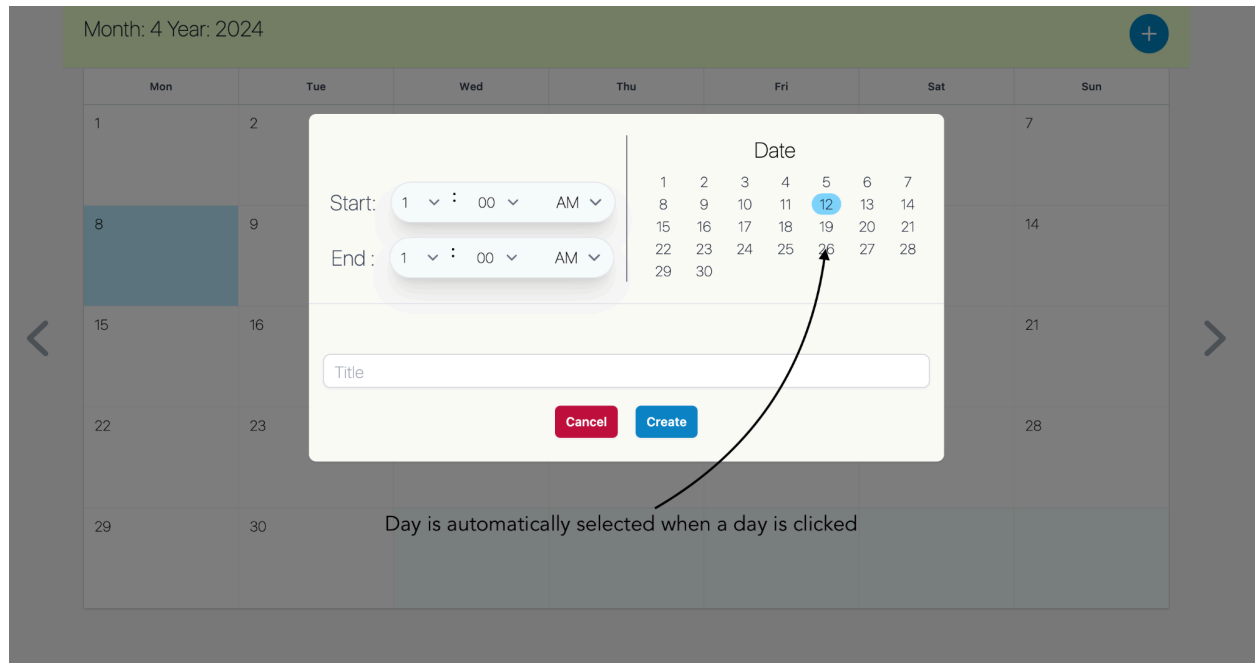 Month: 4 Year: 2024
+
Mon Tue Wed Thu Fri Sat Sun
1 2 7
Date
1 2 3 4 5 6 7
Start: 1 : 00 AM
8 9 10 11 12 13 14
15 16 17 18 19 20 21
End : 1 : 00 AM
22 23 24 25 26 27 28
29 30
8 9 14
15 16 21
Title
22 23 28
Cancel Create
29 30
Day is automatically selected when a day is clicked